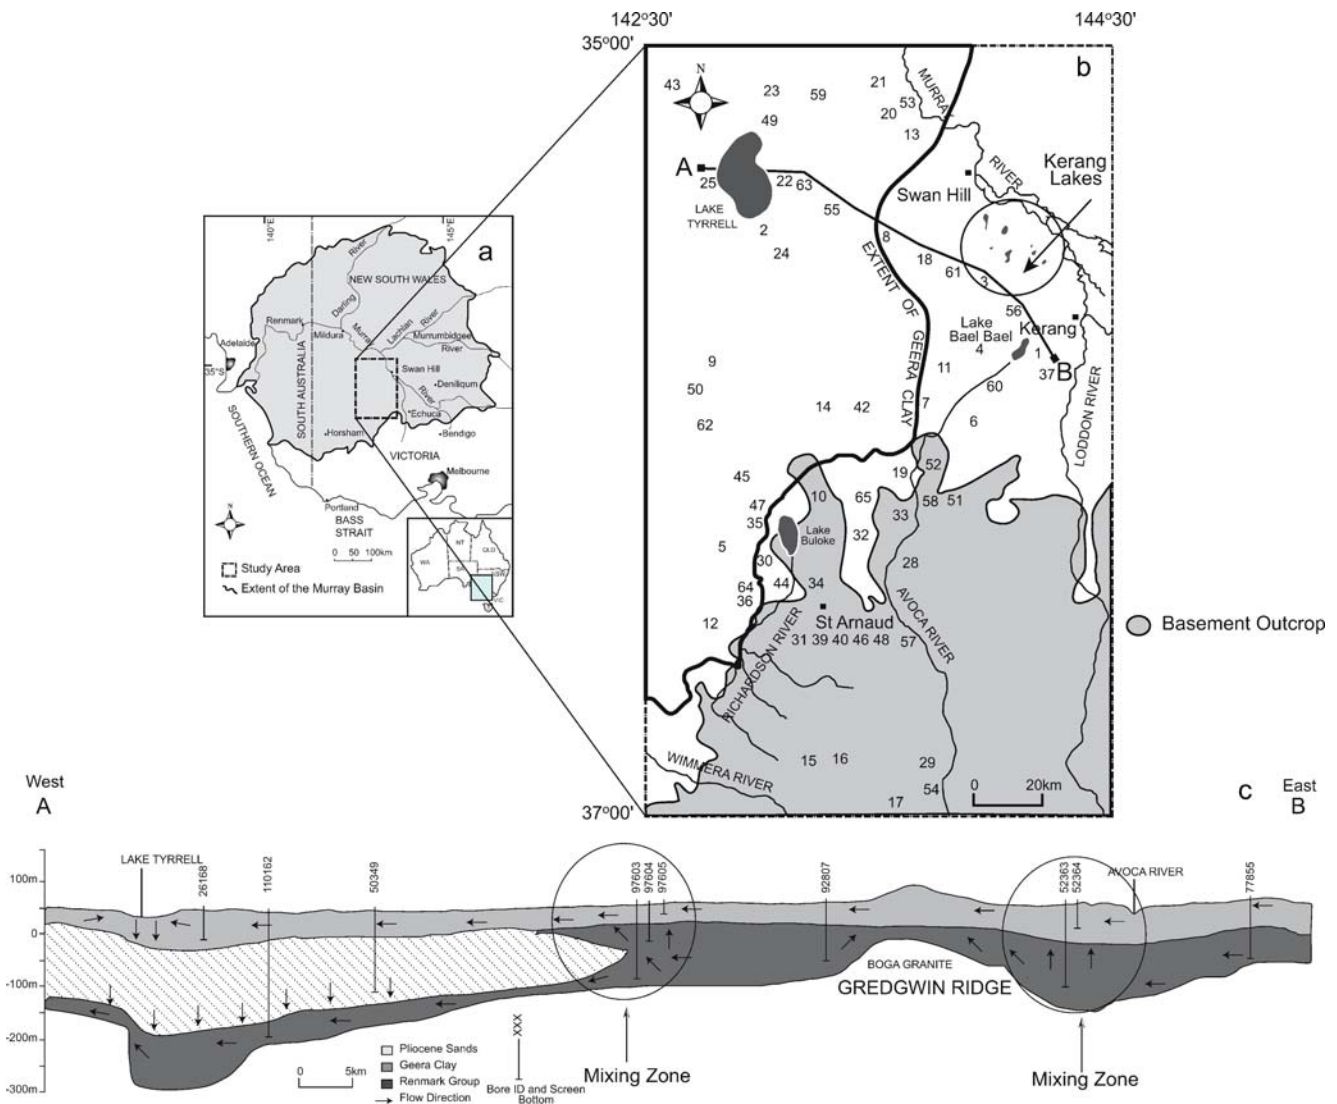 142°30'
144°30'
35°00'
b
N
43
23
59
21
53
20
49
13
MURRAY
RIVER
Kerang
Lakes
A
25
22
63
Swan Hill
LAKE
TYRRELL
55
2
24
8
18
61
3
56
EXTENT OF GEERA CLAY
Lake
Bael Bael
Kerang
4
1
37
B
9
11
50
60
14
42
7
6
62
LODDON RIVER
45
19
52
47
10
65
58
51
35
33
Lake
Buloke
32
5
30
28
64
44
34
36
St Arnaud
12
31
39
40
46
48
57
AVOCA RIVER
RICHARDSON RIVER
Basement Outcrop
WIMMERA RIVER
15
16
29
54
17
0
20km
37°00'
140°E
145°E
a
River
NEW SOUTH WALES
Darling
Renmark
Mildura
Murray
Lachlan
River
Murrumbidgee
River
Adelaide
35°S
SOUTH AUSTRALIA
Swan Hill
Deniliqum
River
Echuca
Horsham
Bendigo
VICTORIA
SOUTHERN OCEAN
Melbourne
Portland
BASS
STRAIT
N
0 50 100km
Study Area
Extent of the Murray Basin
WA
NT
QLD
SA
NSW
VIC
West
A
c
East
B
LAKE TYRRELL
26168
110162
50349
97603
97604
97605
92807
52363
52364
AVOCA RIVER
77855
100m
0
-100m
-200m
-300m
BOGA GRANITE
GREDGWIN RIDGE
Pliocene Sands
Geera Clay
Renmark Group
Flow Direction
0
5km
XXX
Bore ID and Screen
Bottom
Mixing Zone
Mixing Zone